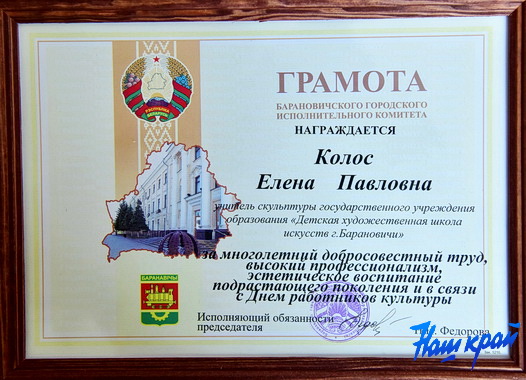 ГРАМОТА
БАРАНОВИЧСКОГО ГОРОДСКОГО
ИСПОЛНИТЕЛЬНОГО КОМИТЕТА
НАГРАЖДАЕТСЯ
Колос
Елена Павловна
учитель скульптуры государственного учреждения
образования «Детская художественная школа
искусств г.Барановичи»
за многолетний добросовестный труд,
высокий профессионализм,
эстетическое воспитание
подрастающего поколения и в связи
с Днем работников культуры
БАРАНАВІЧЫ
Исполняющий обязанности
председателя
Федорова
Наш край